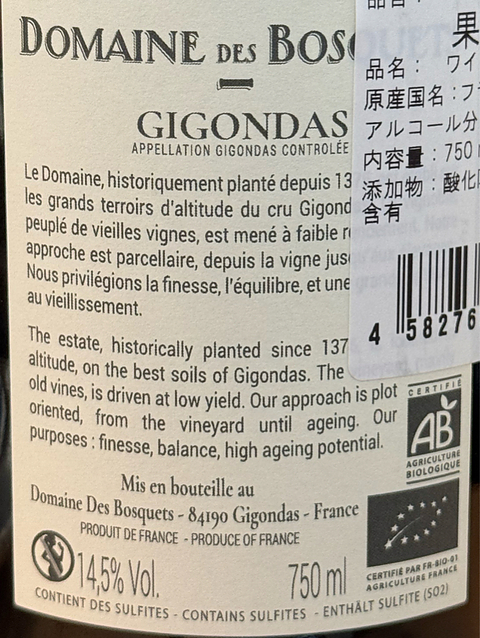 DOMAINE DES BOSQUET
GIGONDAS
APPELLATION GIGONDAS CONTROLÉE
Le Domaine, historiquement planté depuis 13
les grands terroirs d'altitude du cru Gigond
peuplé de vieilles vignes, est mené à faible
approche est parcellaire, depuis la vigne
Nous privilégions la finesse, l'équilibre, et une
au vieillissement.
The estate, historically planted since 137
altitude, on the best soils of Gigondas. The
old vines, is driven at low yield. Our approach is plot
oriented, from the vineyard until ageing. Our
purposes : finesse, balance, high ageing potential.
Mis en bouteille au
Domaine Des Bosquets - 84190 Gigondas - France
PRODUIT DE FRANCE - PRODUCE OF FRANCE
14,5% Vol.
750 ml
CONTIENT DES SULFITES - CONTAINS SULFITES - ENTHÄLT SULFITE (SO2)
果
品名 : ワイ
原産国名 : フラ
アルコール分
内容量 : 750
添加物 : 酸化
含有
4 58276
CERTIFIÉ
AB
AGRICULTURE
BIOLOGIQUE
CERTIFIÉ PAR FR-BIO-01
AGRICULTURE FRANCE